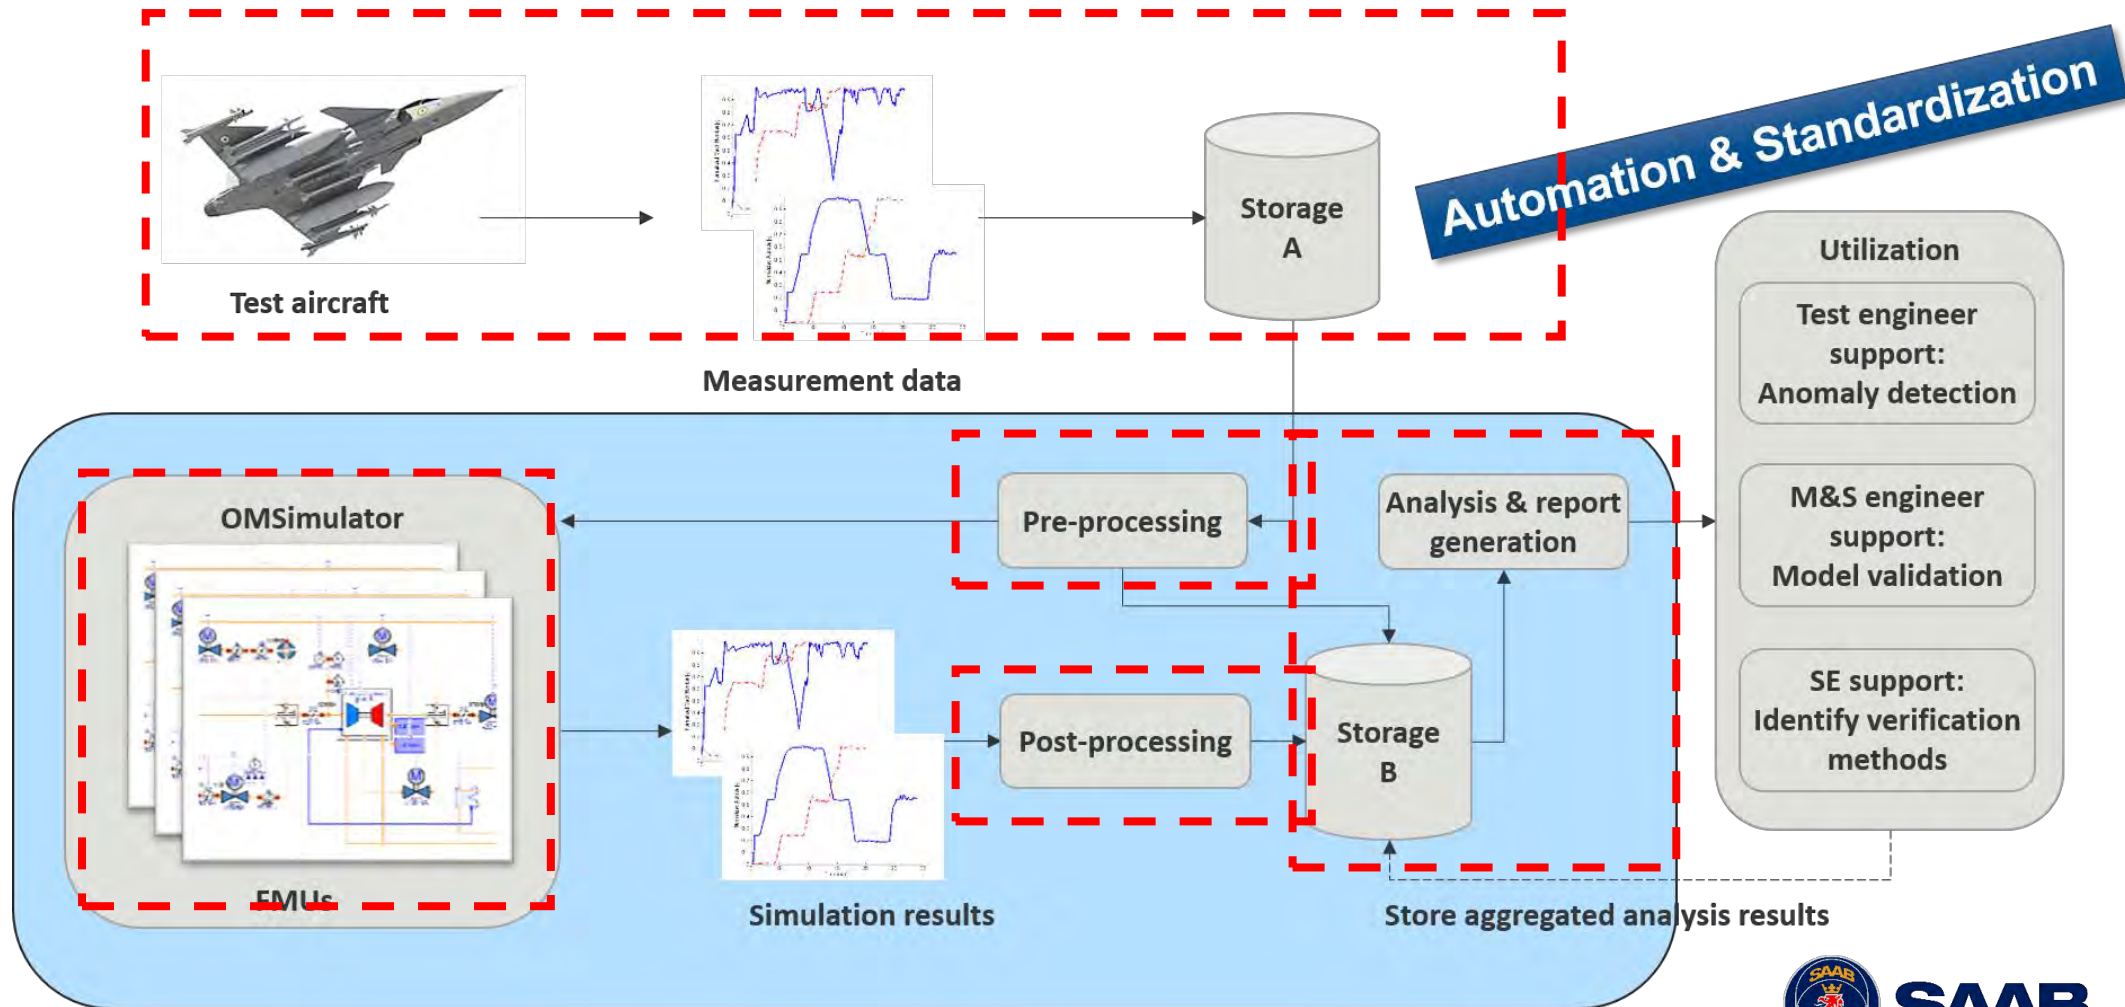 Automation & Standardization
Test aircraft
Measurement data
Storage
A
Utilization
Test engineer
support:
Anomaly detection
M&S engineer
support:
Model validation
SE support:
Identify verification
methods
OMSimulator
FMUs
Pre-processing
Analysis & report
generation
Post-processing
Storage
B
Simulation results
Store aggregated analysis results
SAAB
SAAB